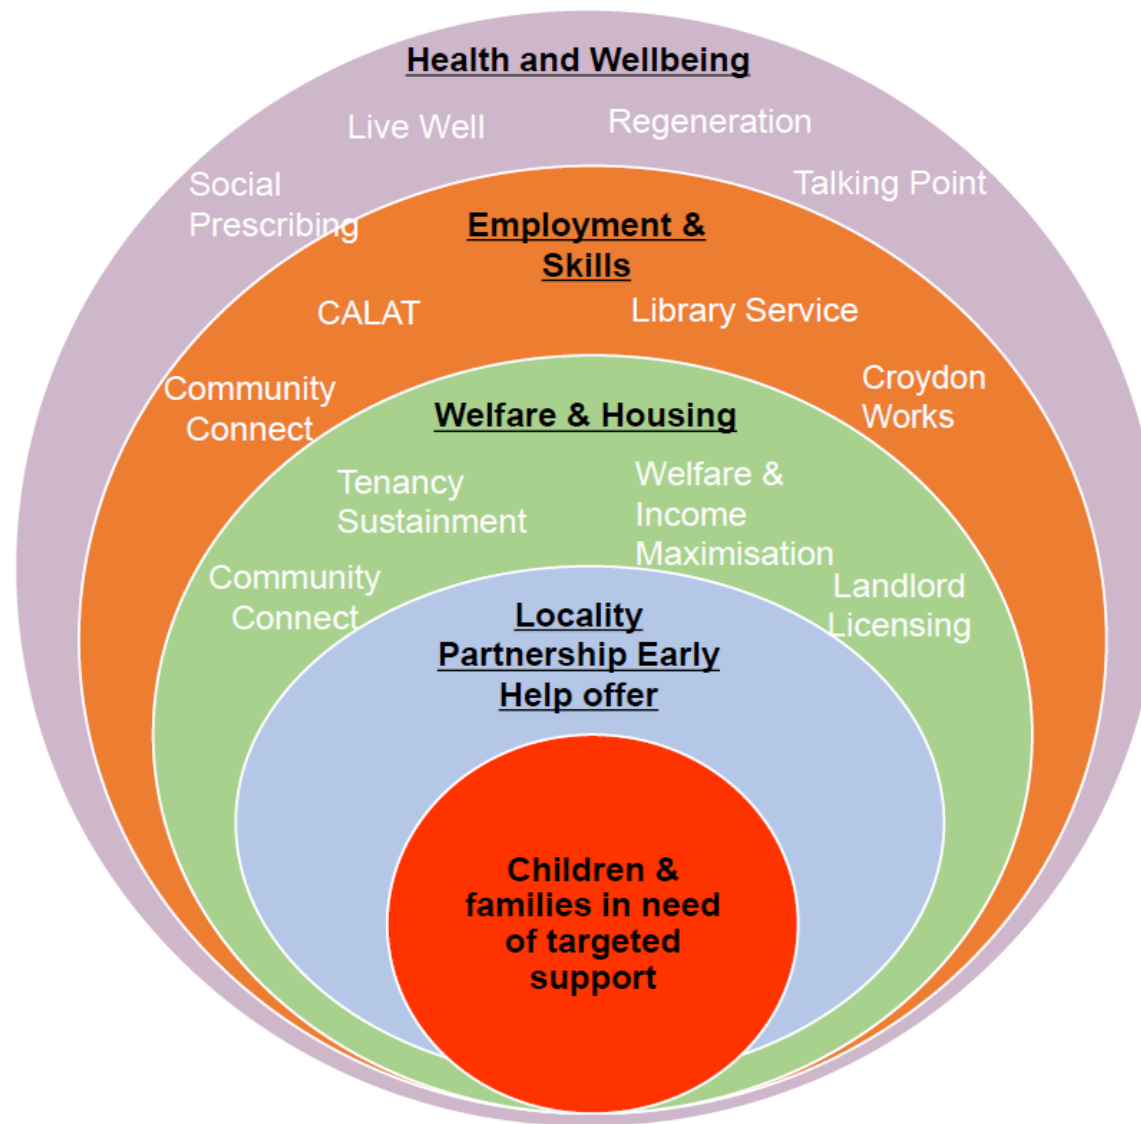 Health and Wellbeing
Live Well
Regeneration
Social
Prescribing
Talking Point
Employment &
Skills
CALAT
Library Service
Community
Connect
Croydon
Works
Welfare & Housing
Tenancy
Sustainment
Welfare &
Income
Maximisation
Community
Connect
Landlord
Licensing
Locality
Partnership Early
Help offer
Children &
families in need
of targeted
support